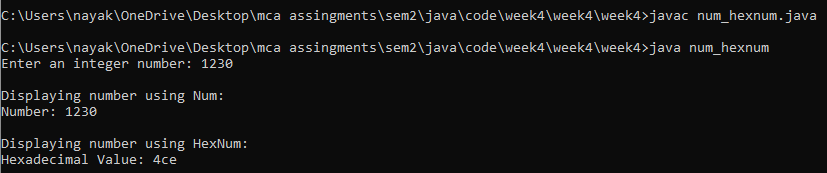 C:\Users\nayak\OneDrive\Desktop\mca assingments\sem2\java\code\week4\week4\week4>javac num_hexnum.java
C:\Users\nayak\OneDrive\Desktop\mca assingments\sem2\java\code\week4\week4\week4>java num_hexnum
Enter an integer number: 1230
Displaying number using Num:
Number: 1230
Displaying number using HexNum:
Hexadecimal Value: 4ce